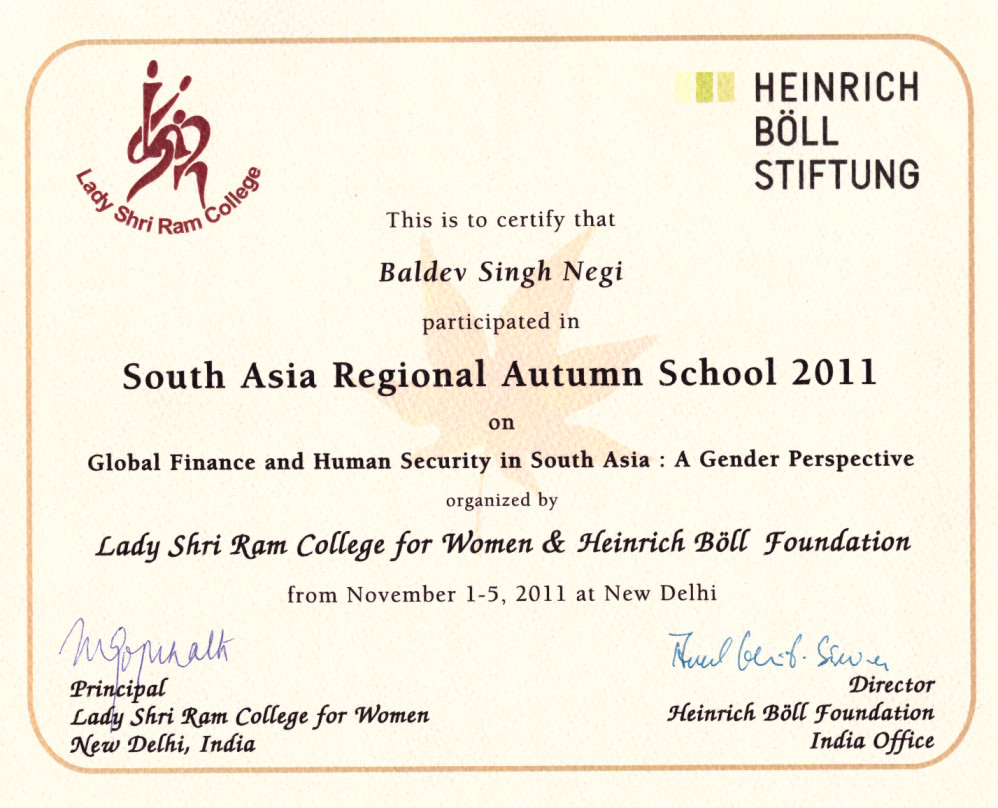 Lady Shri Ram College
HEINRICH
BÖLL
STIFTUNG
This is to certify that
Baldev Singh Negi
participated in
South Asia Regional Autumn School 2011
on
Global Finance and Human Security in South Asia : A Gender Perspective
organized by
Lady Shri Ram College for Women & Heinrich Böll Foundation
from November 1-5, 2011 at New Delhi
Principal
Lady Shri Ram College for Women
New Delhi, India
Director
Heinrich Böll Foundation
India Office